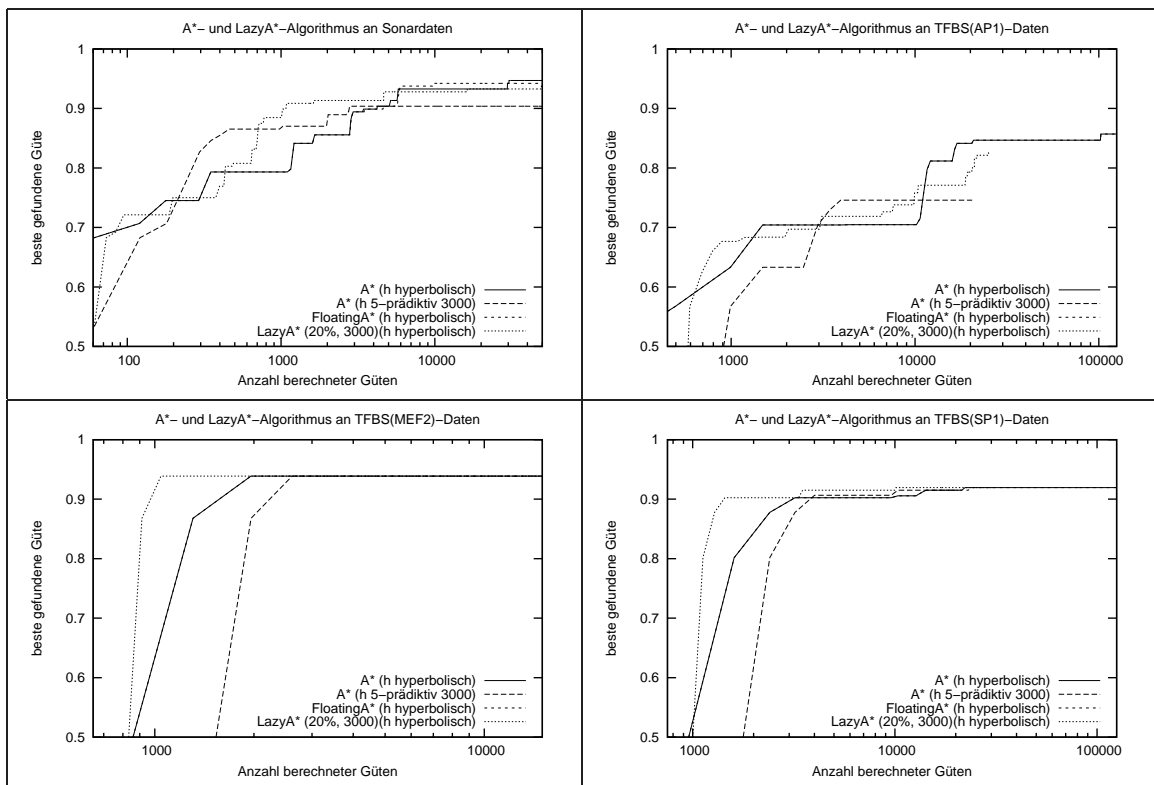 A*− und LazyA*−Algorithmus an Sonardaten
beste gefundene Güte
1
0.9
0.8
0.7
0.6
0.5
100
1000
10000
Anzahl berechneter Güten
A* (h hyperbolisch)
A* (h 5−prädiktiv 3000)
FloatingA* (h hyperbolisch)
LazyA* (20%, 3000)(h hyperbolisch)
A*− und LazyA*−Algorithmus an TFBS(AP1)−Daten
beste gefundene Güte
1
0.9
0.8
0.7
0.6
0.5
1000
10000
100000
Anzahl berechneter Güten
A* (h hyperbolisch)
A* (h 5−prädiktiv 3000)
FloatingA* (h hyperbolisch)
LazyA* (20%, 3000)(h hyperbolisch)
A*− und LazyA*−Algorithmus an TFBS(MEF2)−Daten
beste gefundene Güte
1
0.9
0.8
0.7
0.6
0.5
1000
10000
Anzahl berechneter Güten
A* (h hyperbolisch)
A* (h 5−prädiktiv 3000)
FloatingA* (h hyperbolisch)
LazyA* (20%, 3000)(h hyperbolisch)
A*− und LazyA*−Algorithmus an TFBS(SP1)−Daten
beste gefundene Güte
1
0.9
0.8
0.7
0.6
0.5
1000
10000
100000
Anzahl berechneter Güten
A* (h hyperbolisch)
A* (h 5−prädiktiv 3000)
FloatingA* (h hyperbolisch)
LazyA* (20%, 3000)(h hyperbolisch)